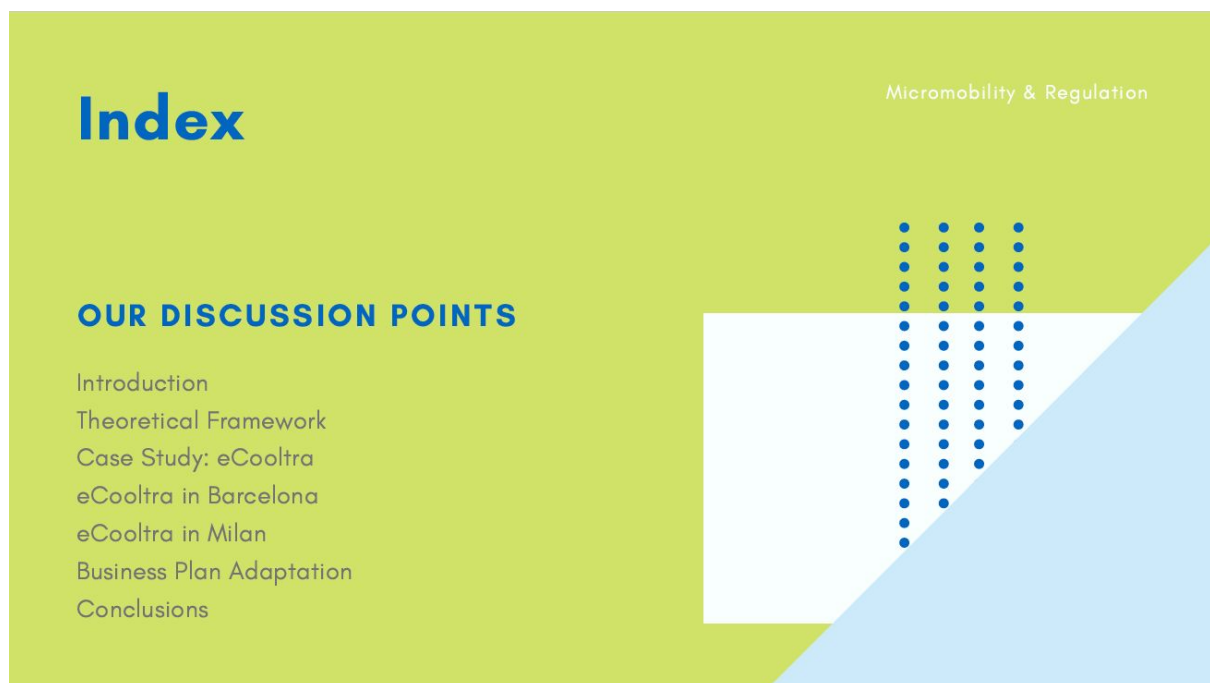 Index
Micromobility & Regulation
OUR DISCUSSION POINTS
Introduction
Theoretical Framework
Case Study: eCooltra
eCooltra in Barcelona
eCooltra in Milan
Business Plan Adaptation
Conclusions